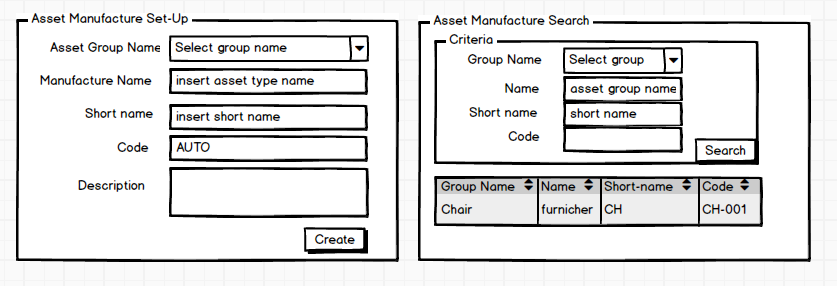 Asset Manufacture Set-Up
Asset Group Name Select group name
Manufacture Name insert asset type name
Short name insert short name
Code AUTO
Description
Create
Asset Manufacture Search
Criteria
Group Name Select group
Name asset group name
Short name short name
Code
Search
Group Name Name Short-name Code
Chair furnicher CH CH-001